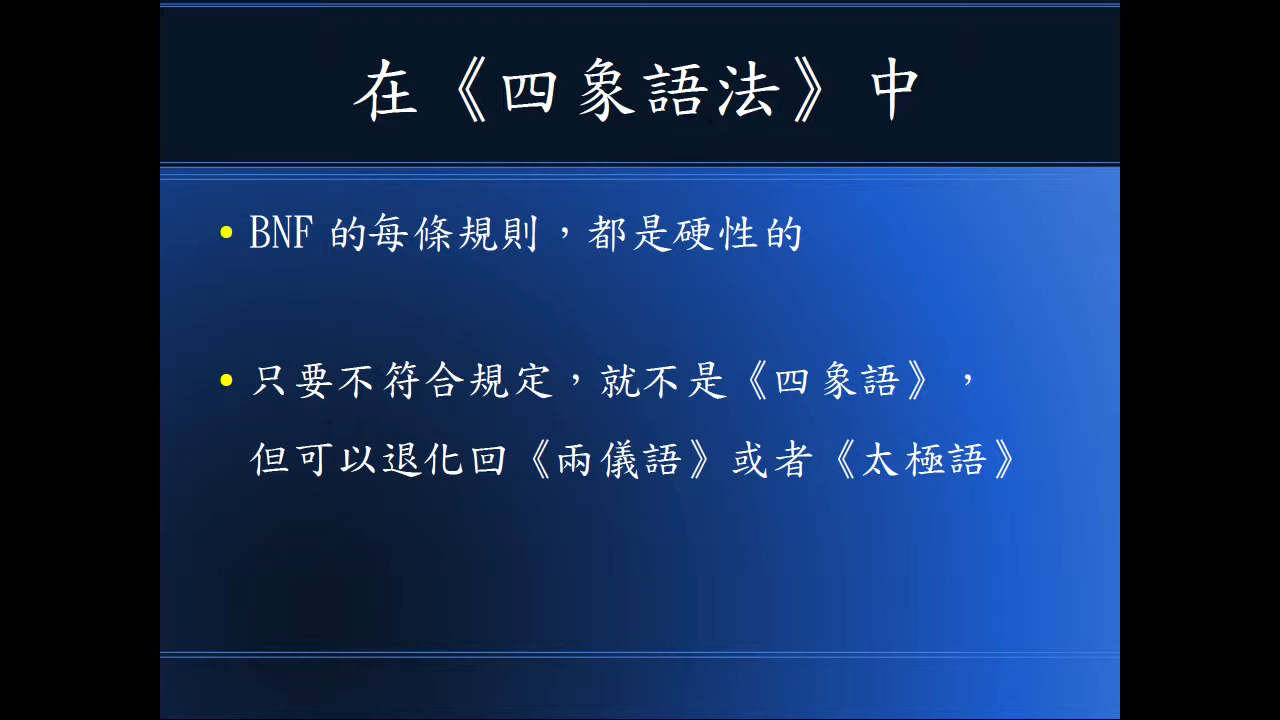 在《四象語法》中
• BNF 的每條規則，都是硬性的
• 只要不符合規定，就不是《四象語》，
但可以退化回《兩儀語》或者《太極語》